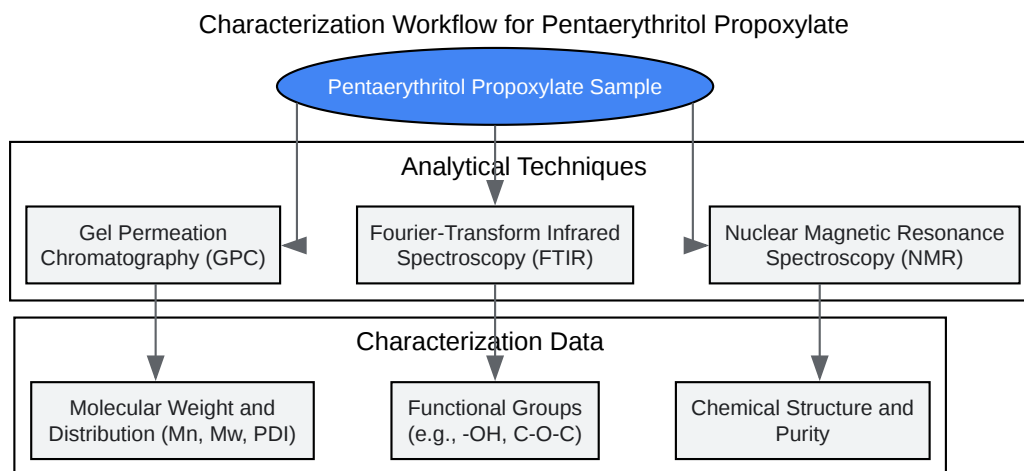 Characterization Workflow for Pentaerythritol Propoxylate
Pentaerythritol Propoxylate Sample
Analytical Techniques
Gel Permeation
Chromatography (GPC)
Fourier-Transform Infrared
Spectroscopy (FTIR)
Nuclear Magnetic Resonance
Spectroscopy (NMR)
Characterization Data
Molecular Weight and
Distribution (Mn, Mw, PDI)
Functional Groups
(e.g., -OH, C-O-C)
Chemical Structure and
Purity